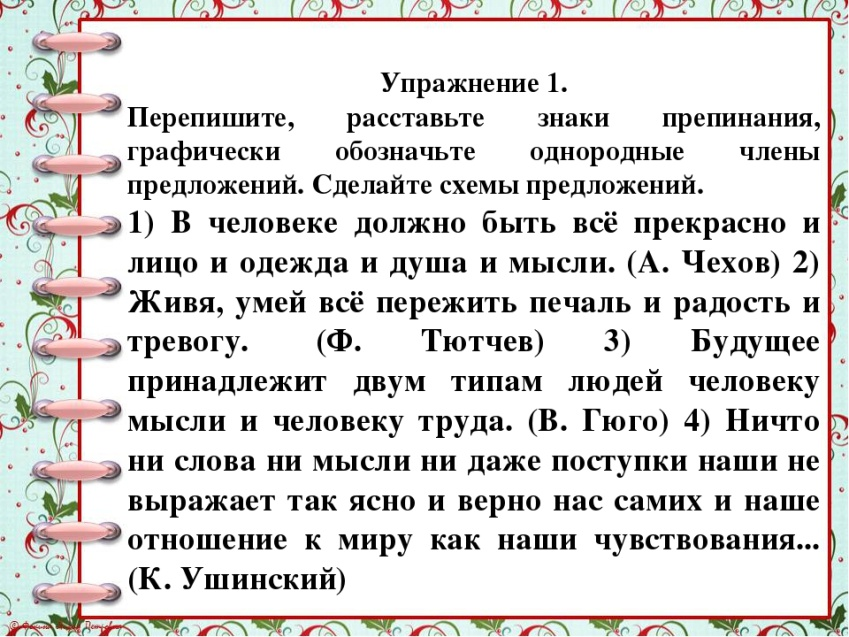 Упражнение 1.
Перепишите, расставьте знаки препинания,
графически обозначьте однородные члены
предложений. Сделайте схемы предложений.
1) В человеке должно быть всё прекрасно и
лицо и одежда и душа и мысли. (А. Чехов) 2)
Живя, умей всё пережить печаль и радость и
тревогу. (Ф. Тютчев) 3) Будущее
принадлежит двум типам людей человеку
мысли и человеку труда. (В. Гюго) 4) Ничто
ни слова ни мысли ни даже поступки наши не
выражает так ясно и верно нас самих и наше
отношение к миру как наши чувствования...
(К. Ушинский)